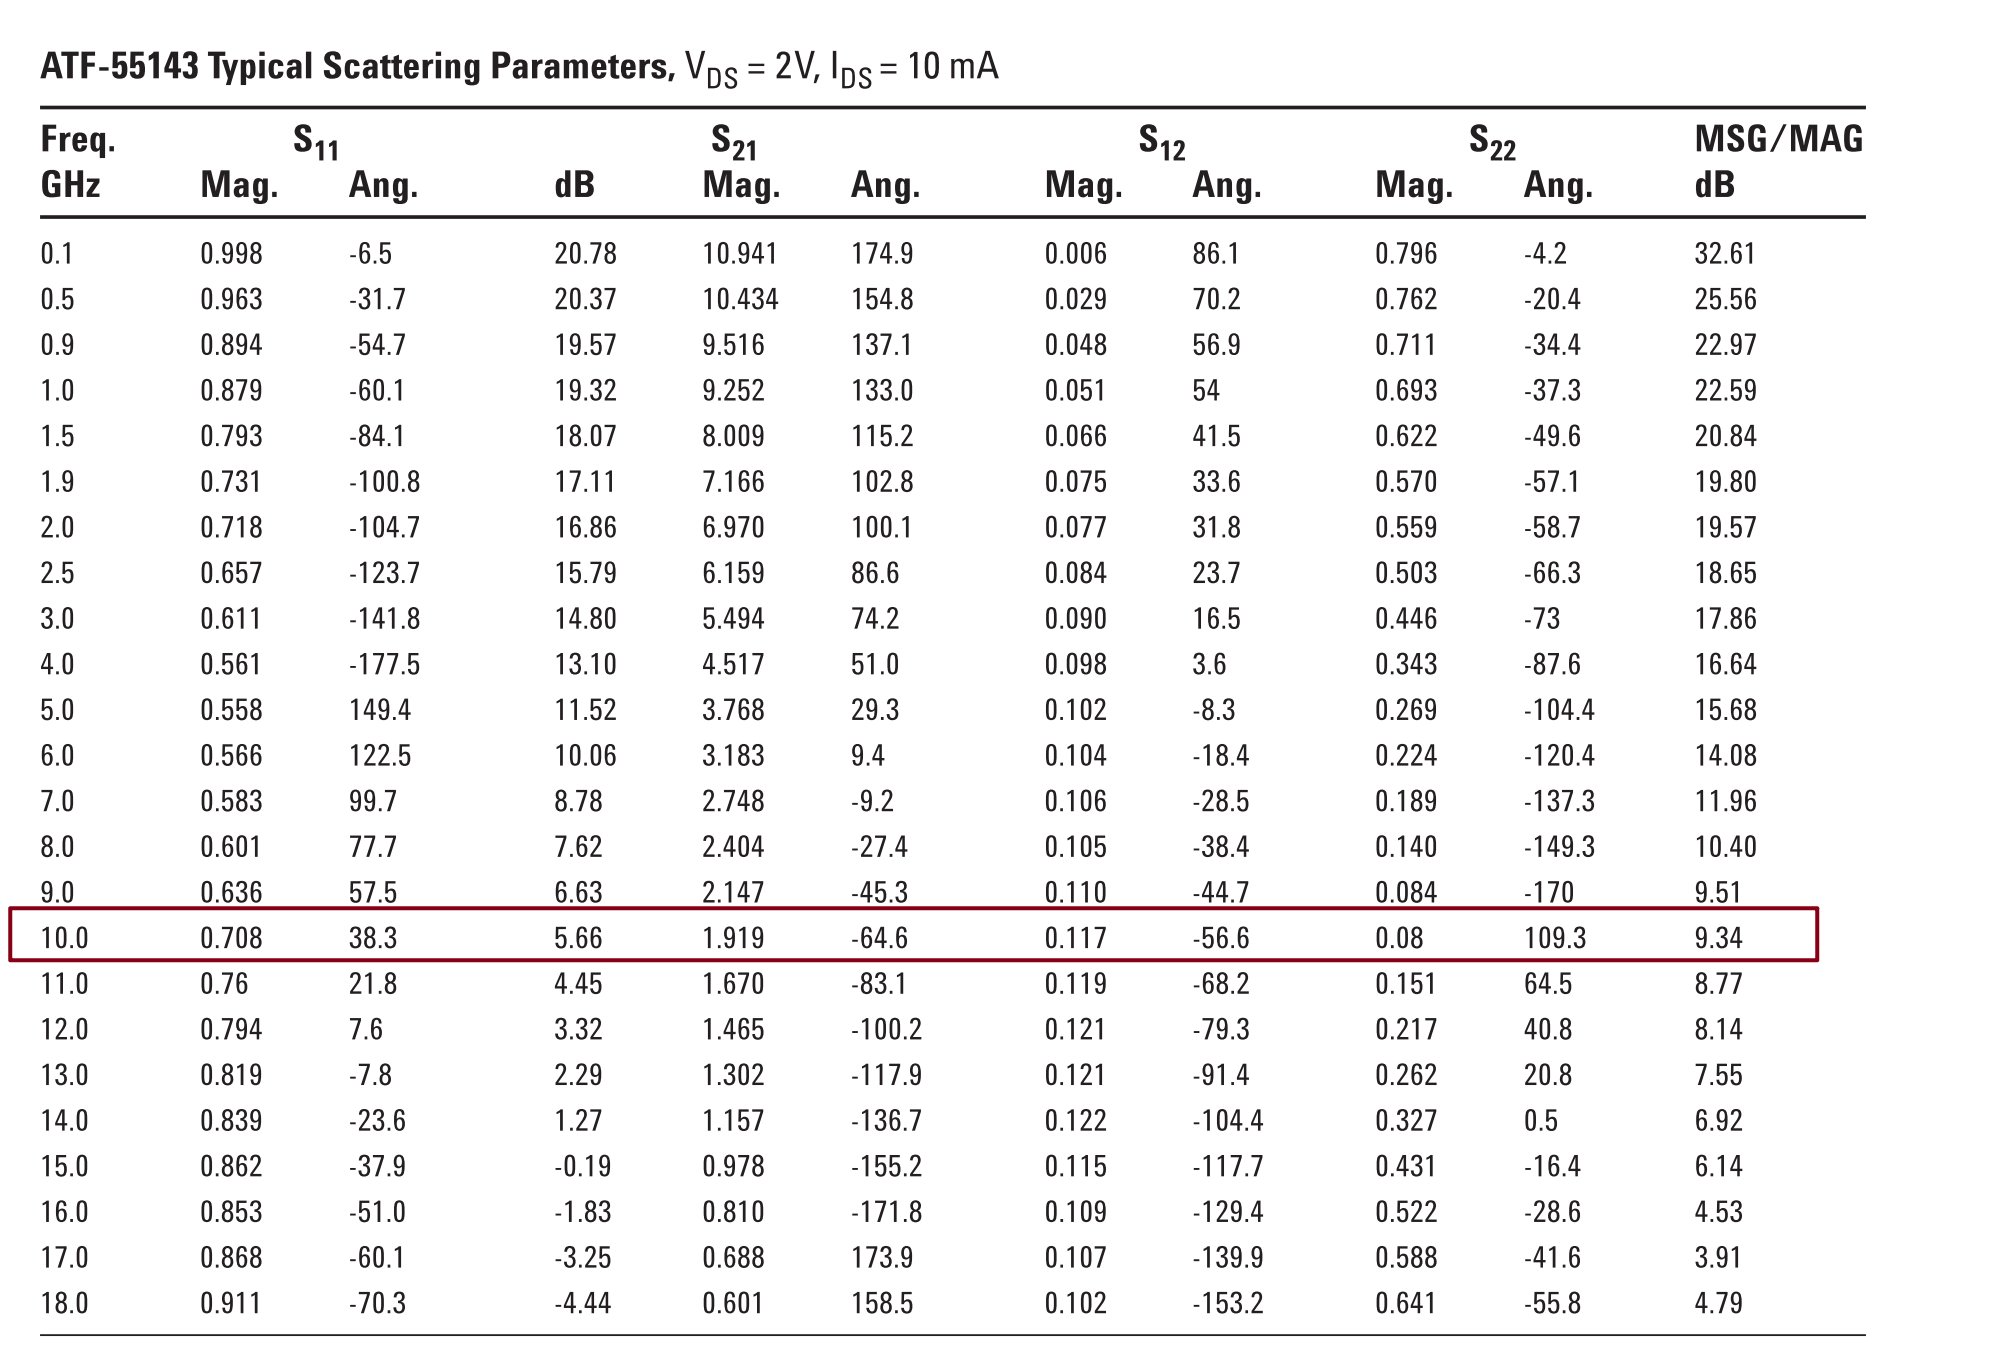 ATF-55143 Typical Scattering Parameters, VDS = 2V, IDS = 10 mA
Freq. S11 S21 S12 S22 MSG/MAG
GHz Mag. Ang. dB Mag. Ang. Mag. Ang. Mag. Ang. dB
0.1 0.998 -6.5 20.78 10.941 174.9 0.006 86.1 0.796 -4.2 32.61
0.5 0.963 -31.7 20.37 10.434 154.8 0.029 70.2 0.762 -20.4 25.56
0.9 0.894 -54.7 19.57 9.516 137.1 0.048 56.9 0.711 -34.4 22.97
1.0 0.879 -60.1 19.32 9.252 133.0 0.051 54 0.693 -37.3 22.59
1.5 0.793 -84.1 18.07 8.009 115.2 0.066 41.5 0.622 -49.6 20.84
1.9 0.731 -100.8 17.11 7.166 102.8 0.075 33.6 0.570 -57.1 19.80
2.0 0.718 -104.7 16.86 6.970 100.1 0.077 31.8 0.559 -58.7 19.57
2.5 0.657 -123.7 15.79 6.159 86.6 0.084 23.7 0.503 -66.3 18.65
3.0 0.611 -141.8 14.80 5.494 74.2 0.090 16.5 0.446 -73 17.86
4.0 0.561 -177.5 13.10 4.517 51.0 0.098 3.6 0.343 -87.6 16.64
5.0 0.558 149.4 11.52 3.768 29.3 0.102 -8.3 0.269 -104.4 15.68
6.0 0.566 122.5 10.06 3.183 9.4 0.104 -18.4 0.224 -120.4 14.08
7.0 0.583 99.7 8.78 2.748 -9.2 0.106 -28.5 0.189 -137.3 11.96
8.0 0.601 77.7 7.62 2.404 -27.4 0.105 -38.4 0.140 -149.3 10.40
9.0 0.636 57.5 6.63 2.147 -45.3 0.110 -44.7 0.084 -170 9.51
10.0 0.708 38.3 5.66 1.919 -64.6 0.117 -56.6 0.08 109.3 9.34
11.0 0.76 21.8 4.45 1.670 -83.1 0.119 -68.2 0.151 64.5 8.77
12.0 0.794 7.6 3.32 1.465 -100.2 0.121 -79.3 0.217 40.8 8.14
13.0 0.819 -7.8 2.29 1.302 -117.9 0.121 -91.4 0.262 20.8 7.55
14.0 0.839 -23.6 1.27 1.157 -136.7 0.122 -104.4 0.327 0.5 6.92
15.0 0.862 -37.9 -0.19 0.978 -155.2 0.115 -117.7 0.431 -16.4 6.14
16.0 0.853 -51.0 -1.83 0.810 -171.8 0.109 -129.4 0.522 -28.6 4.53
17.0 0.868 -60.1 -3.25 0.688 173.9 0.107 -139.9 0.588 -41.6 3.91
18.0 0.911 -70.3 -4.44 0.601 158.5 0.102 -153.2 0.641 -55.8 4.79